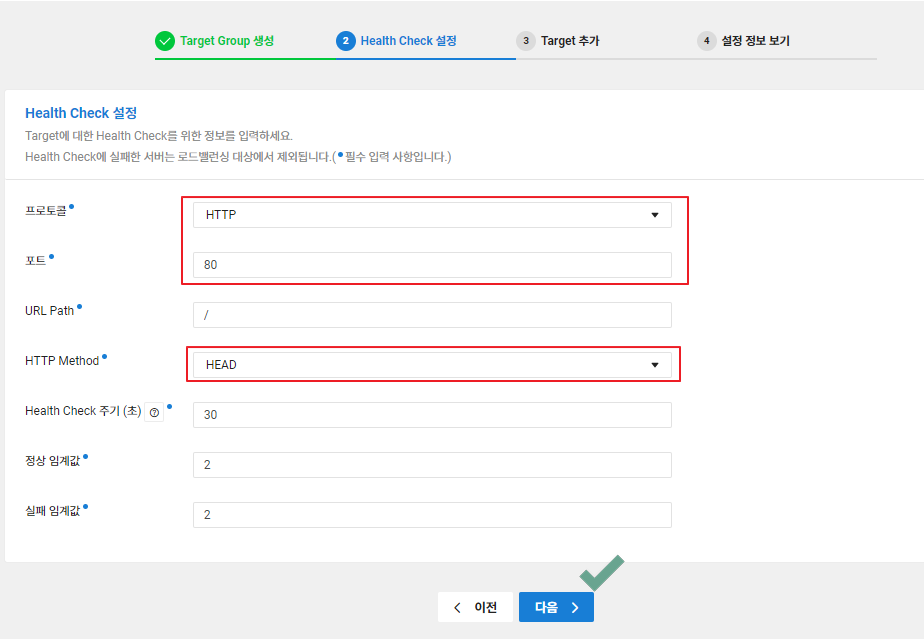 Target Group 생성
2 Health Check 설정
3 Target 추가
4 설정 정보 보기
Health Check 설정
Target에 대한 Health Check를 위한 정보를 입력하세요.
Health Check에 실패한 서버는 로드밸런싱 대상에서 제외됩니다.(●필수 입력 사항입니다.)
프로토콜 HTTP
포트 80
URL Path /
HTTP Method HEAD
Health Check 주기 (초) ? 30
정상 임계값 2
실패 임계값 2
이전
다음